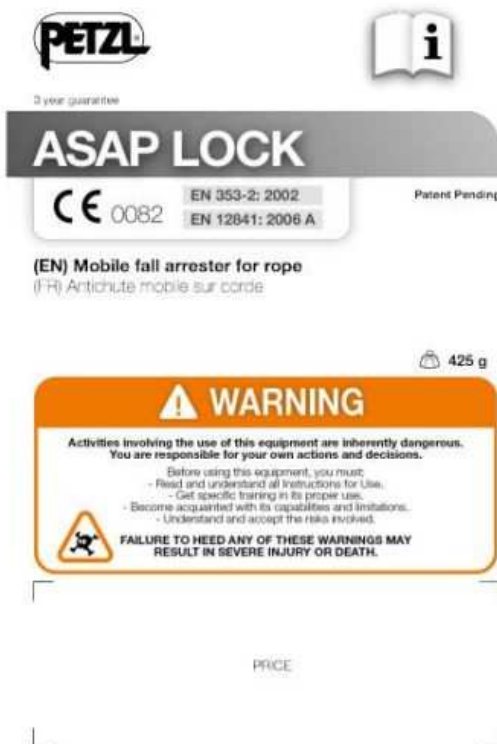 PETZL
i
3 year guarantee
ASAP LOCK
CE 0082
EN 353-2: 2002
EN 12841: 2006 A
Patent Pending
(EN) Mobile fall arrester for rope
(FR) Antichute mobile sur corde
425 g
WARNING
Activities involving the use of this equipment are inherently dangerous.
You are responsible for your own actions and decisions.
Before using this equipment, you must:
- Read and understand all Instructions for Use.
- Get specific training in its proper use.
- Become acquainted with its capabilities and limitations.
- Understand and accept the risks involved.
FAILURE TO HEED ANY OF THESE WARNINGS MAY
RESULT IN SEVERE INJURY OR DEATH.
PRICE